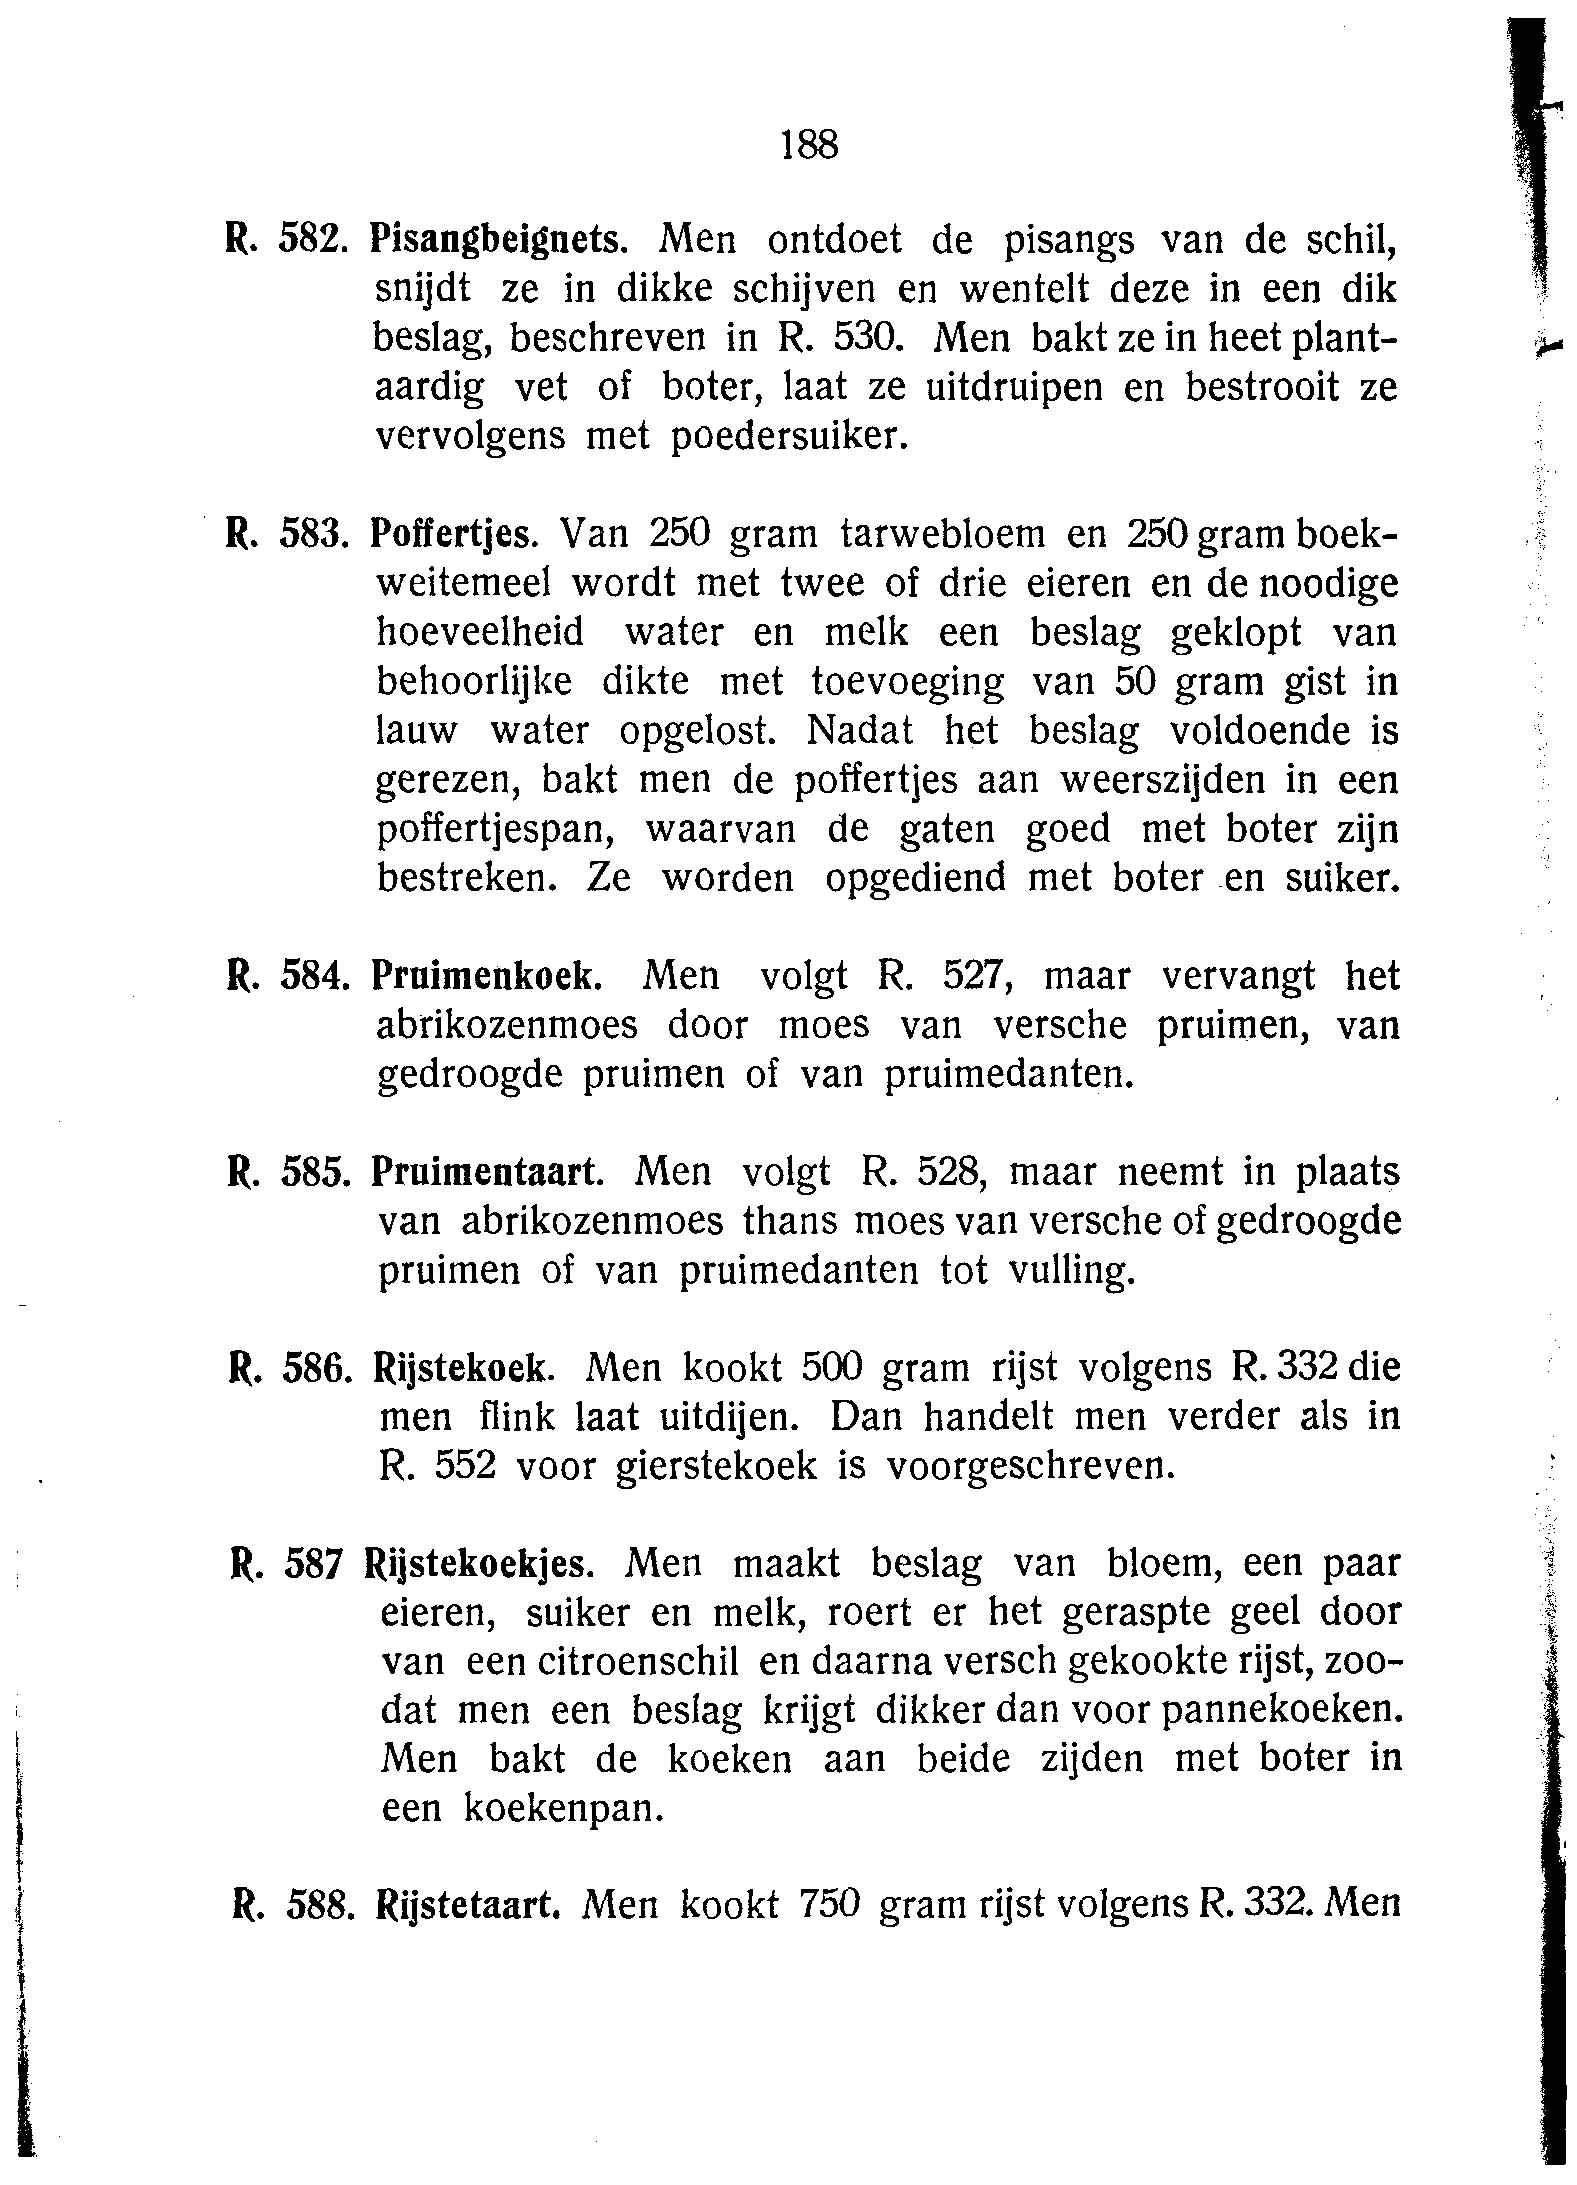 188
R. 582. Pisangbeignets. Men ontdoet de pisangs van de schil,
snijdt ze in dikke schijven en wentelt deze in een dik
beslag, beschreven in R. 530. Men bakt ze in heet plant-
aardig vet of boter, laat ze uitdruipen en bestrooit ze
vervolgens met poedersuiker.
R. 583. Poffertjes. Van 250 gram tarwebloem en 250 gram boek-
weitemeel wordt met twee of drie eieren en de noodige
hoeveelheid water en melk een beslag geklopt van
behoorlijke dikte met toevoeging van 50 gram gist in
lauw water opgelost. Nadat het beslag voldoende is
gerezen, bakt men de poffertjes aan weerszijden in een
poffertjespan, waarvan de gaten goed met boter zijn
bestreken. Ze worden opgediend met boter en suiker.
R. 584. Pruimenkoek. Men volgt R. 527, maar vervangt het
abrikozenmoes door moes van versche pruimen, van
gedroogde pruimen of van pruimedanten.
R. 585. Pruimentaart. Men volgt R. 528, maar neemt in plaats
van abrikozenmoes thans moes van versche of gedroogde
pruimen of van pruimedanten tot vulling.
R. 586. Rijstekoek. Men kookt 500 gram rijst volgens R. 332 die
men flink laat uitdijen. Dan handelt men verder als in
R. 552 voor gierstekoek is voorgeschreven.
R. 587 Rijstekoekjes. Men maakt beslag van bloem, een paar
eieren, suiker en melk, roert er het geraspte geel door
van een citroenschil en daarna versch gekookte rijst, zoo-
dat men een beslag krijgt dikker dan voor pannekoeken.
Men bakt de koeken aan beide zijden met boter in
een koekenpan.
R. 588. Rijstetaart. Men kookt 750 gram rijst volgens R. 332. Men